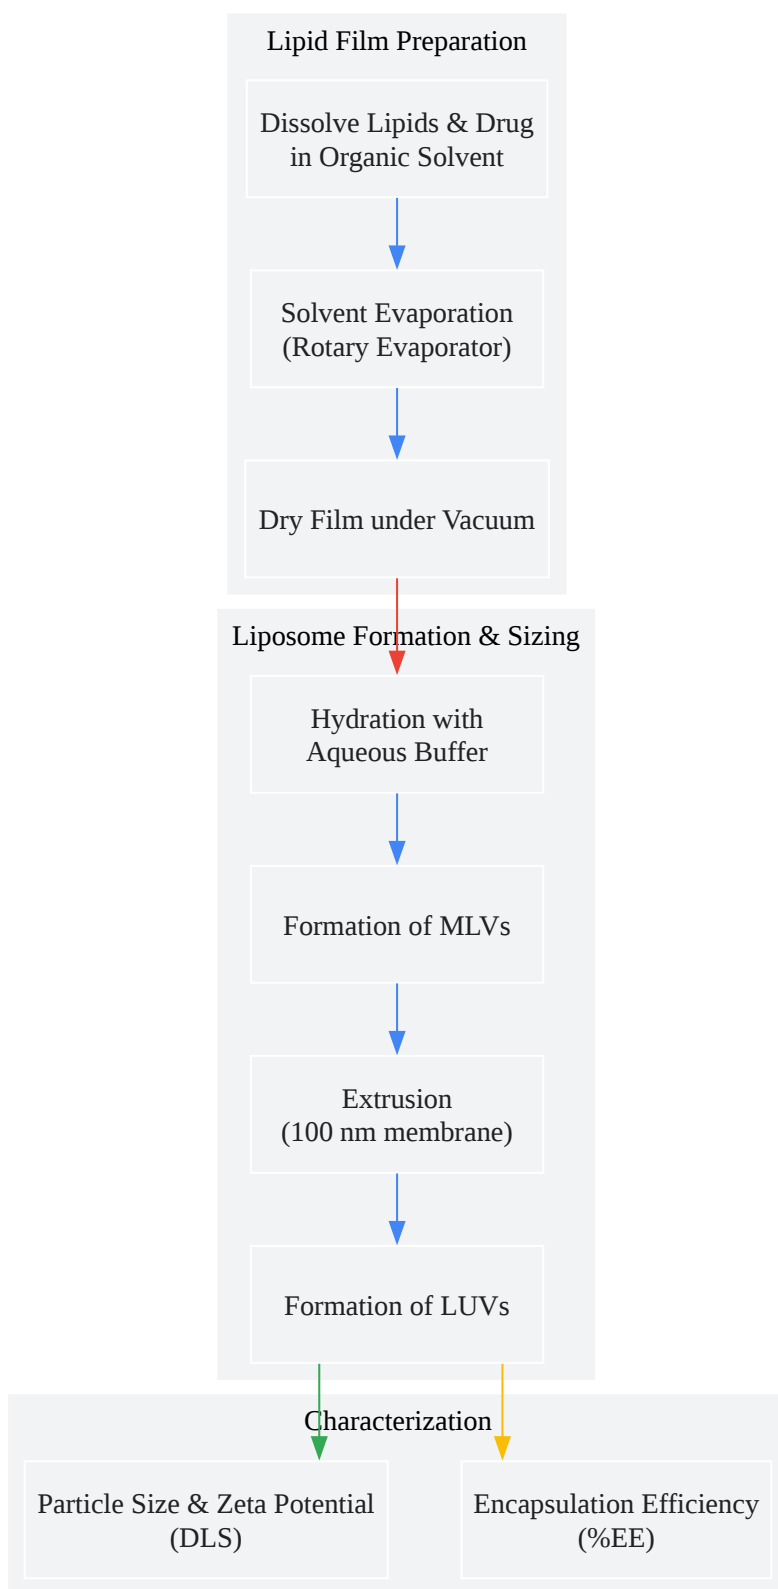 Lipid Film Preparation
Dissolve Lipids & Drug
in Organic Solvent
Solvent Evaporation
(Rotary Evaporator)
Dry Film under Vacuum
Liposome Formation & Sizing
Hydration with
Aqueous Buffer
Formation of MLVs
Extrusion
(100 nm membrane)
Formation of LUVs
Characterization
Particle Size & Zeta Potential
(DLS)
Encapsulation Efficiency
(%EE)